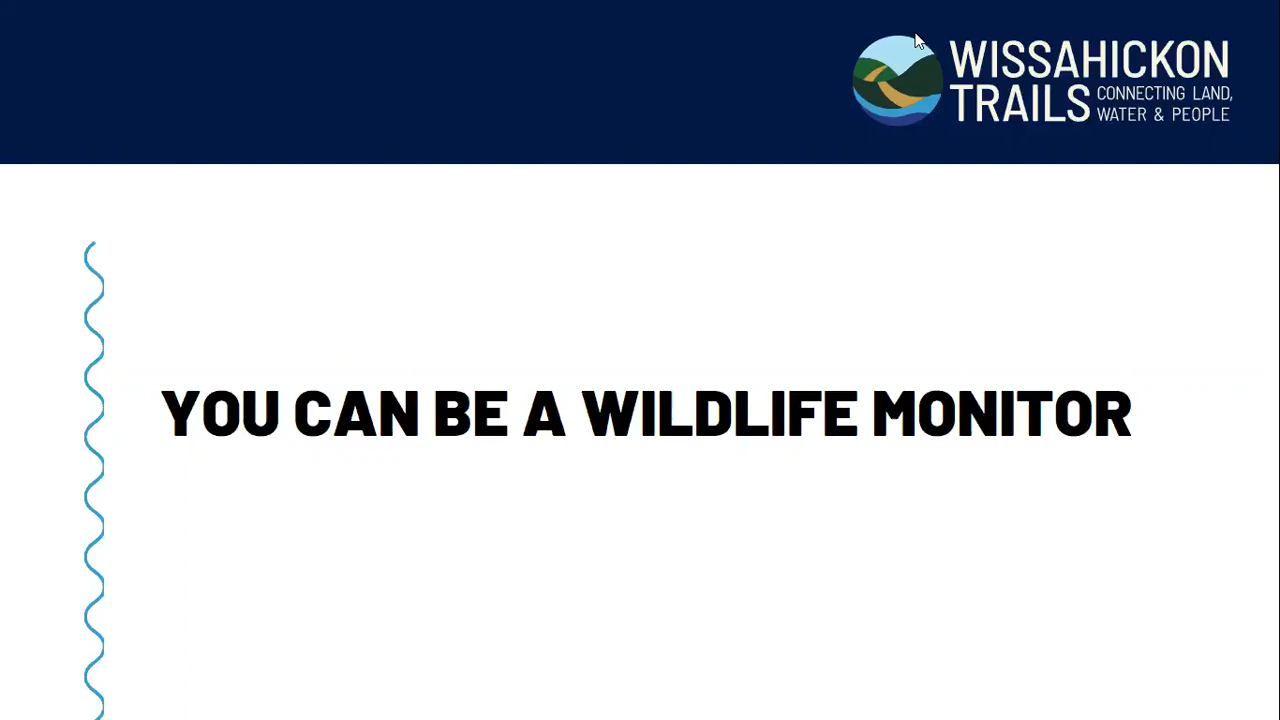 WISSAHICKON
TRAILS CONNECTING LAND,
WATER & PEOPLE
YOU CAN BE A WILDLIFE MONITOR